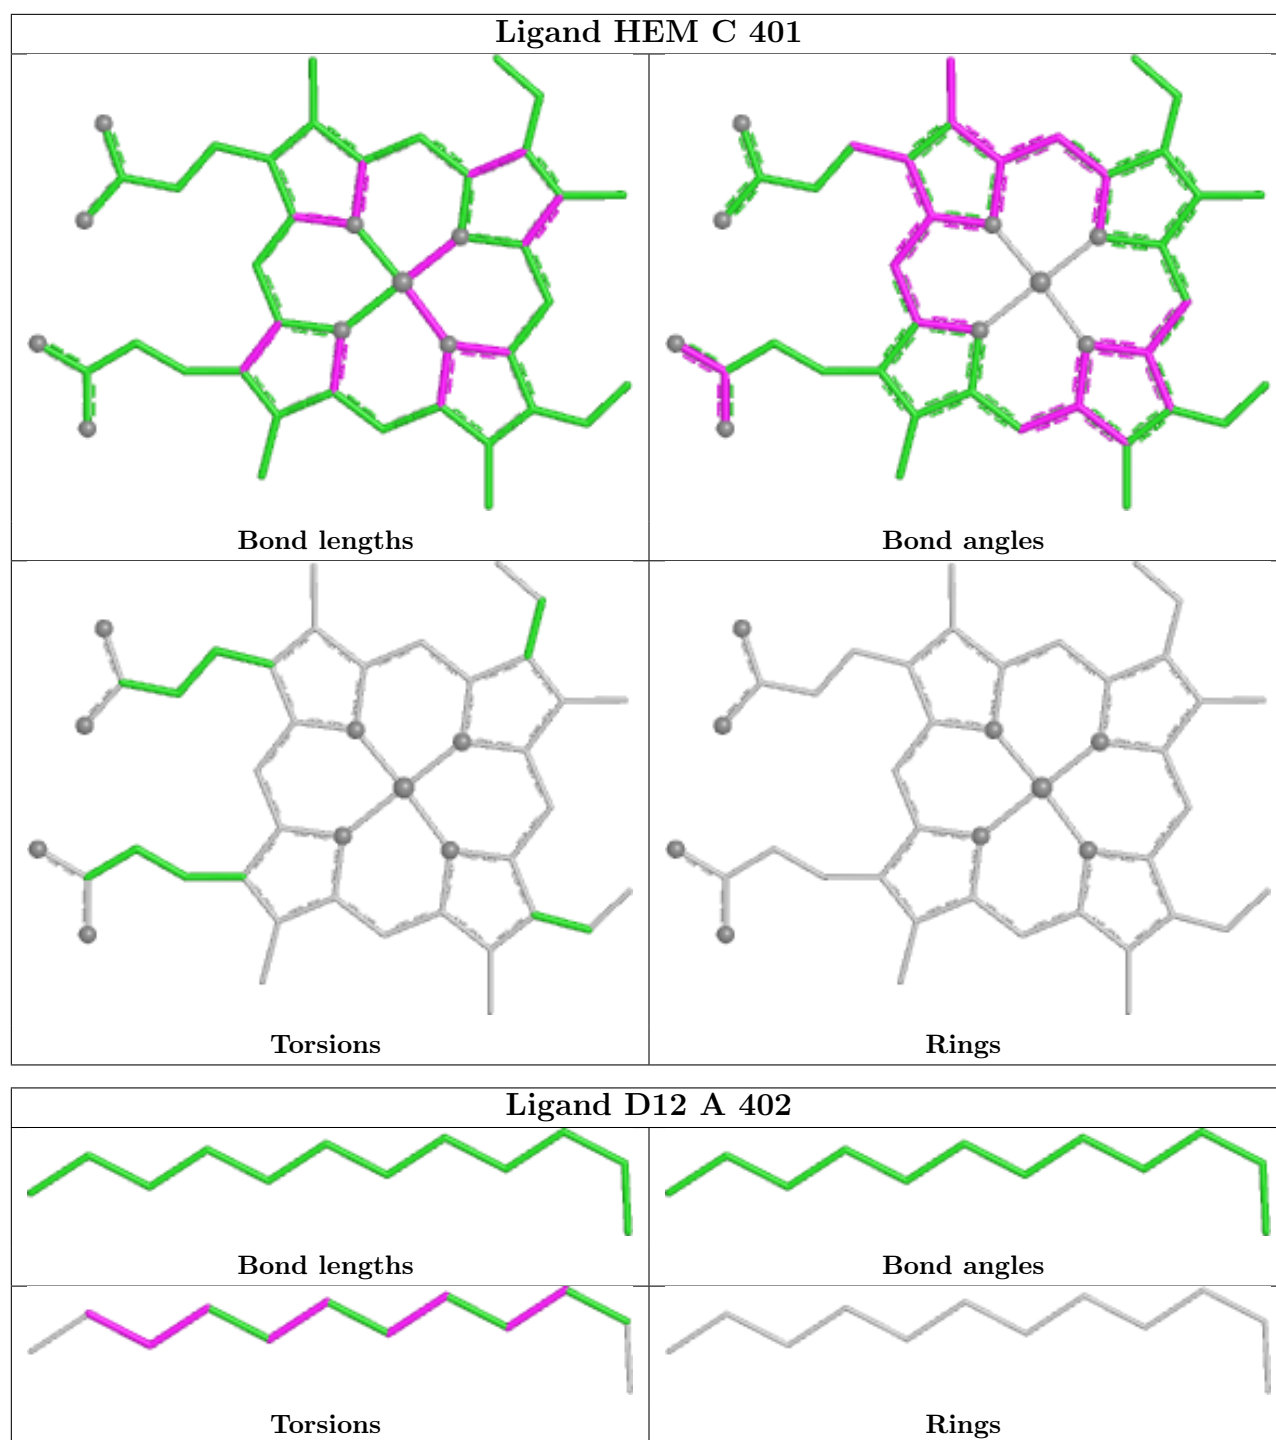 Ligand HEM C 401
Bond lengths
Bond angles
Torsions
Rings
Ligand D12 A 402
Bond lengths
Bond angles
Torsions
Rings